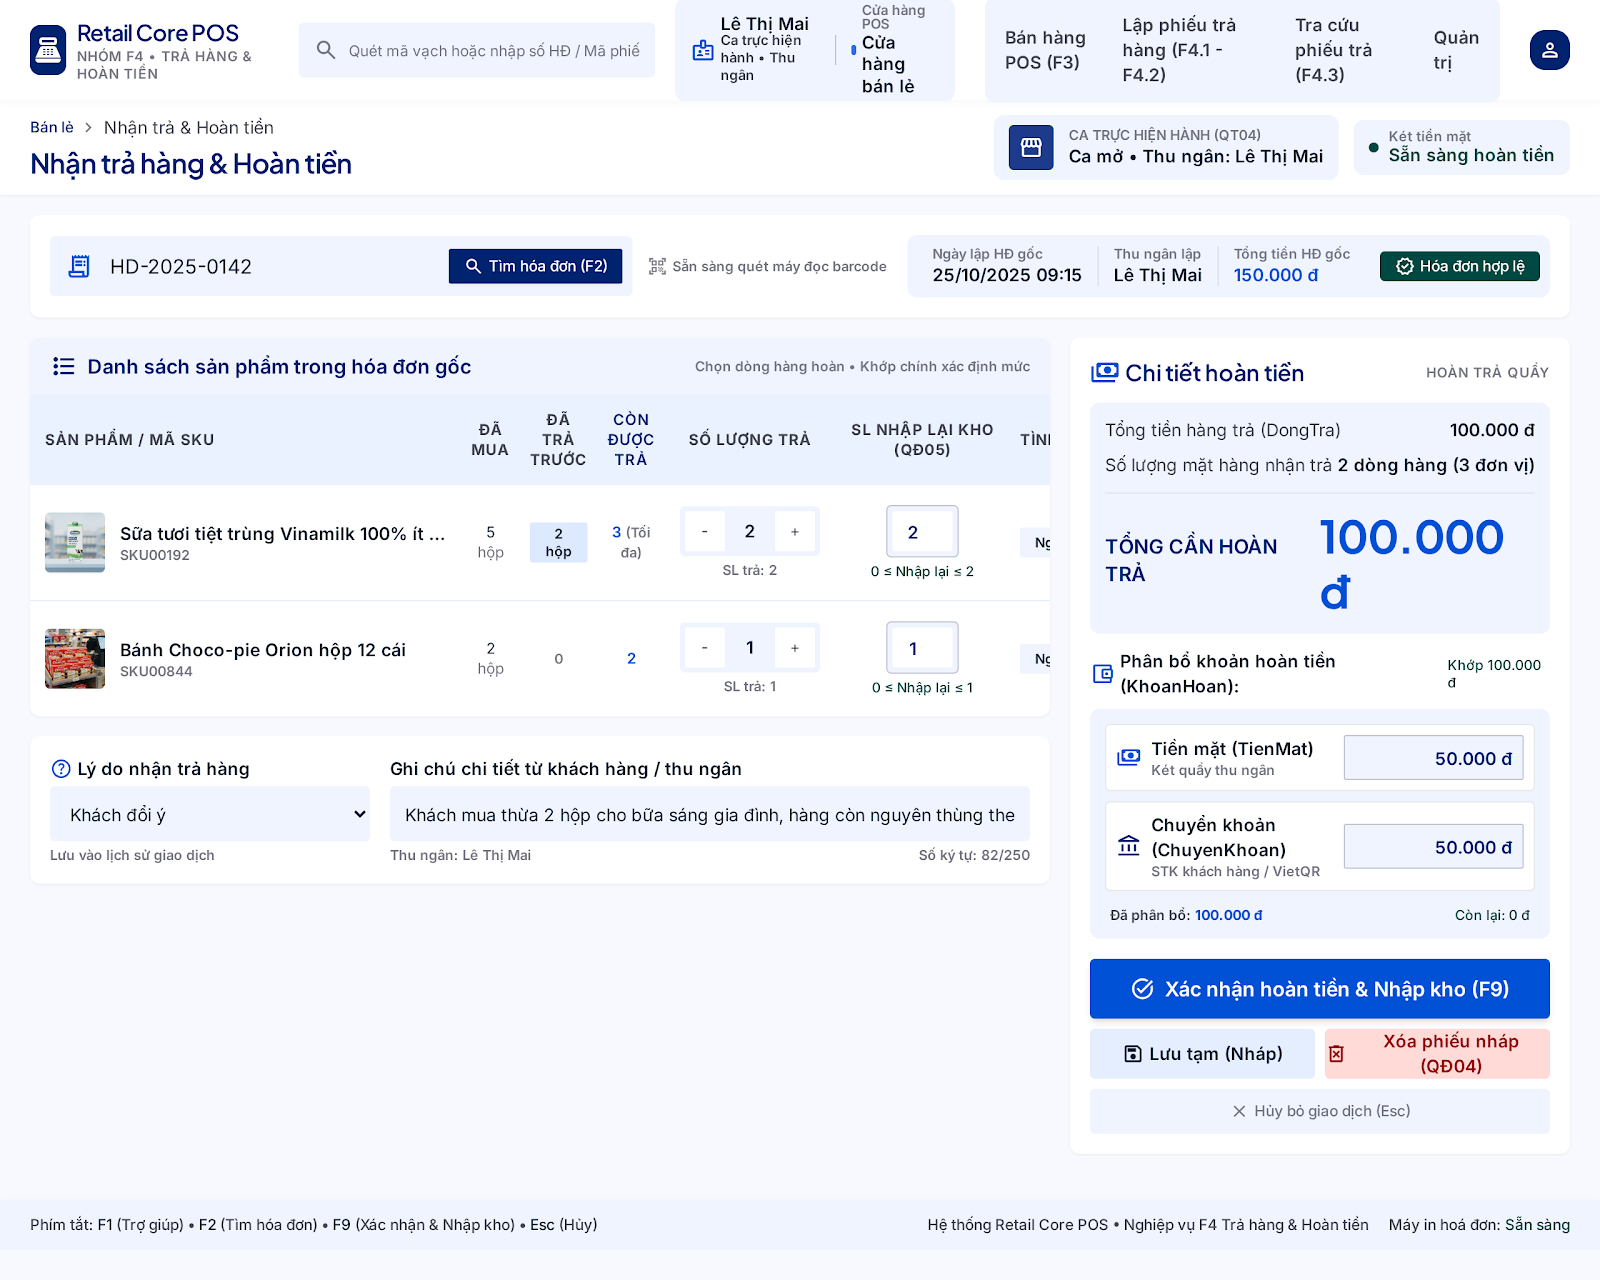 Retail Core POS
NHÓM F4 • TRẢ HÀNG &
HOÀN TIỀN
Quét mã vạch hoặc nhập số HĐ / Mã phiế
Lê Thị Mai
Ca trực hiện
hành • Thu
ngân
Cửa hàng
POS
Cửa
hàng
bán lẻ
Bán hàng
POS (F3)
Lập phiếu trả
hàng (F4.1 -
F4.2)
Tra cứu
phiếu trả
(F4.3)
Quản
trị
Bán lẻ
Nhận trả & Hoàn tiền
Nhận trả hàng & Hoàn tiền
CA TRỰC HIỆN HÀNH (QT04)
Ca mở • Thu ngân: Lê Thị Mai
Két tiền mặt
Sẵn sàng hoàn tiền
HD-2025-0142
Tìm hóa đơn (F2)
Sẵn sàng quét máy đọc barcode
Ngày lập HĐ gốc
25/10/2025 09:15
Thu ngân lập
Lê Thị Mai
Tổng tiền HĐ gốc
150.000 đ
Hóa đơn hợp lệ
Danh sách sản phẩm trong hóa đơn gốc
Chọn dòng hàng hoàn • Khớp chính xác định mức
SẢN PHẨM / MÃ SKU
ĐÃ
MUA
ĐÃ
TRẢ
TRƯỚC
CÒN
ĐƯỢC
TRẢ
SỐ LƯỢNG TRẢ
SL NHẬP LẠI KHO
(QĐ05)
TÌNH
Sữa tươi tiệt trùng Vinamilk 100% ít ...
SKU00192
5
hộp
2
hộp
3 (Tối
đa)
-
2
+
SL trả: 2
2
0 ≤ Nhập lại ≤ 2
Ng
Bánh Choco-pie Orion hộp 12 cái
SKU00844
2
hộp
0
2
-
1
+
SL trả: 1
1
0 ≤ Nhập lại ≤ 1
Ng
Lý do nhận trả hàng
Khách đổi ý
Lưu vào lịch sử giao dịch
Ghi chú chi tiết từ khách hàng / thu ngân
Khách mua thừa 2 hộp cho bữa sáng gia đình, hàng còn nguyên thùng the
Thu ngân: Lê Thị Mai
Số ký tự: 82/250
Chi tiết hoàn tiền
HOÀN TRẢ QUẦY
Tổng tiền hàng trả (DongTra)
100.000 đ
Số lượng mặt hàng nhận trả 2 dòng hàng (3 đơn vị)
TỔNG CẦN HOÀN
TRẢ
100.000
đ
Phân bổ khoản hoàn tiền
(KhoanHoan):
Khớp 100.000
đ
Tiền mặt (TienMat)
Két quầy thu ngân
50.000 đ
Chuyển khoản
(ChuyenKhoan)
STK khách hàng / VietQR
50.000 đ
Đã phân bổ: 100.000 đ
Còn lại: 0 đ
Xác nhận hoàn tiền & Nhập kho (F9)
Lưu tạm (Nháp)
Xóa phiếu nháp
(QĐ04)
Hủy bỏ giao dịch (Esc)
Phím tắt: F1 (Trợ giúp) • F2 (Tìm hóa đơn) • F9 (Xác nhận & Nhập kho) • Esc (Hủy)
Hệ thống Retail Core POS • Nghiệp vụ F4 Trả hàng & Hoàn tiền
Máy in hoá đơn: Sẵn sàng